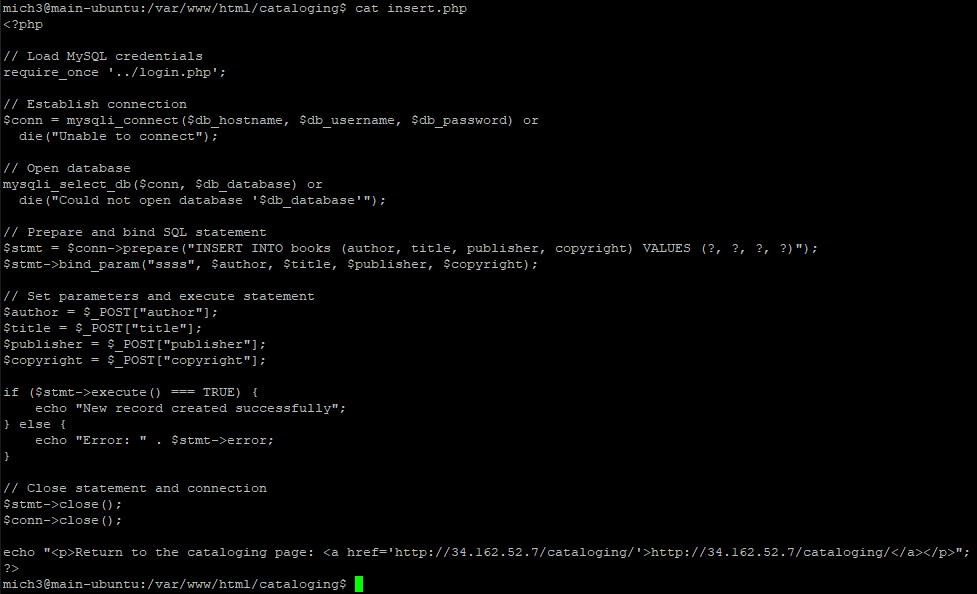 mich3@main-ubuntu:/var/www/html/cataloging$ cat insert.php
<?php

// Load MySQL credentials
require_once '../login.php';

// Establish connection
$conn = mysqli_connect($db_hostname, $db_username, $db_password) or
  die("Unable to connect");

// Open database
mysqli_select_db($conn, $db_database) or
  die("Could not open database '$db_database'");

// Prepare and bind SQL statement
$stmt = $conn->prepare("INSERT INTO books (author, title, publisher, copyright) VALUES (?, ?, ?, ?)");
$stmt->bind_param("ssss", $author, $title, $publisher, $copyright);

// Set parameters and execute statement
$author = $_POST["author"];
$title = $_POST["title"];
$publisher = $_POST["publisher"];
$copyright = $_POST["copyright"];

if ($stmt->execute() === TRUE) {
    echo "New record created successfully";
} else {
    echo "Error: " . $stmt->error;
}

// Close statement and connection
$stmt->close();
$conn->close();

echo "<p>Return to the cataloging page: <a href='http://34.162.52.7/cataloging/'>http://34.162.52.7/cataloging/</a></p>";
?>
mich3@main-ubuntu:/var/www/html/cataloging$